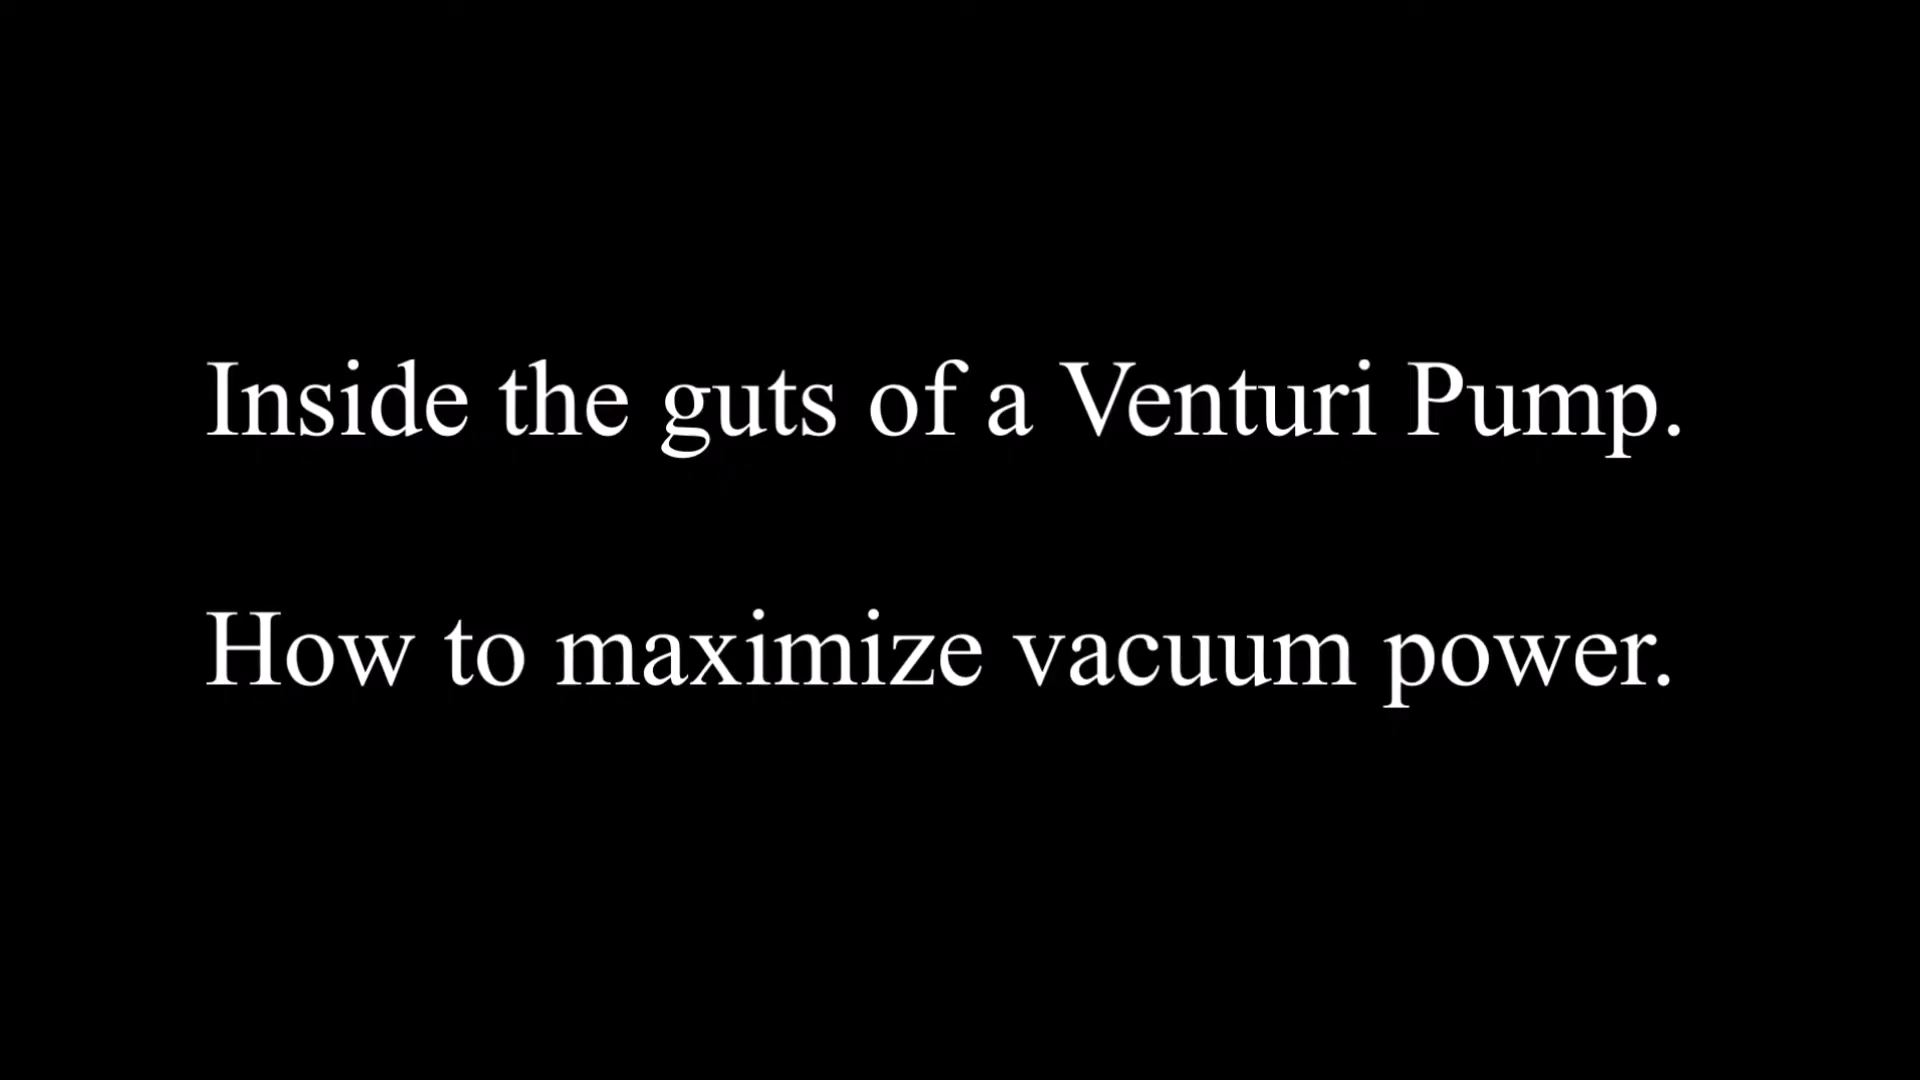 Inside the guts of a Venturi Pump.
How to maximize vacuum power.